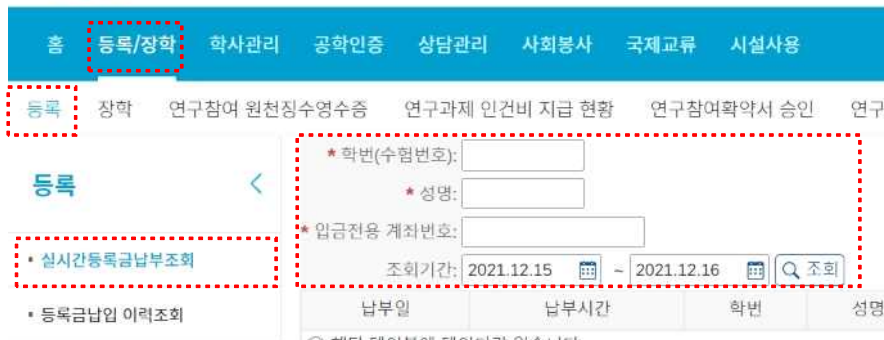 홈 등록/장학 학사관리 공학인증 상담관리 사회봉사 국제교류 시설사용
등록 장학 연구참여 원천징수영수증 연구과제 인건비 지급 현황 연구참여확약서 승인 연구
등록
• 실시간등록금납부조회
• 등록금납입 이력조회
* 학번(수험번호):
* 성명:
* 입금전용 계좌번호:
조회기간: 2021.12.15 ~ 2021.12.16 조회
납부일 납부시간 학번 성명